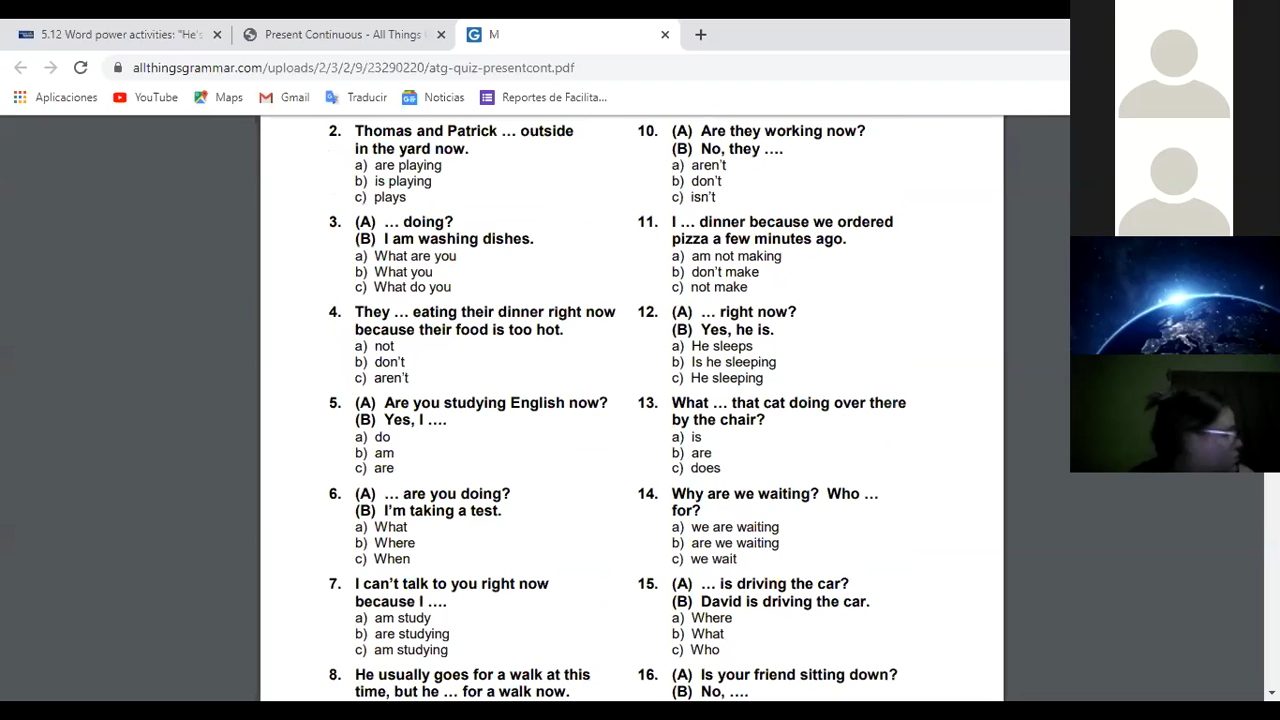 5.12 Word power activities: "He's
Present Continuous - All Things
M
allthingsgrammar.com/uploads/2/3/2/9/23290220/atg-quiz-presentcont.pdf
Aplicaciones
YouTube
Maps
Gmail
Traducir
Noticias
Reportes de Facilita...
2. Thomas and Patrick … outside
in the yard now.
a) are playing
b) is playing
c) plays
3. (A) … doing?
(B) I am washing dishes.
a) What are you
b) What you
c) What do you
4. They … eating their dinner right now
because their food is too hot.
a) not
b) don't
c) aren't
5. (A) Are you studying English now?
(B) Yes, I ….
a) do
b) am
c) are
6. (A) … are you doing?
(B) I'm taking a test.
a) What
b) Where
c) When
7. I can't talk to you right now
because I ….
a) am study
b) are studying
c) am studying
8. He usually goes for a walk at this
time, but he … for a walk now.
10. (A) Are they working now?
(B) No, they ….
a) aren't
b) don't
c) isn't
11. I … dinner because we ordered
pizza a few minutes ago.
a) am not making
b) don't make
c) not make
12. (A) … right now?
(B) Yes, he is.
a) He sleeps
b) Is he sleeping
c) He sleeping
13. What … that cat doing over there
by the chair?
a) is
b) are
c) does
14. Why are we waiting? Who …
for?
a) we are waiting
b) are we waiting
c) we wait
15. (A) … is driving the car?
(B) David is driving the car.
a) Where
b) What
c) Who
16. (A) Is your friend sitting down?
(B) No, ….